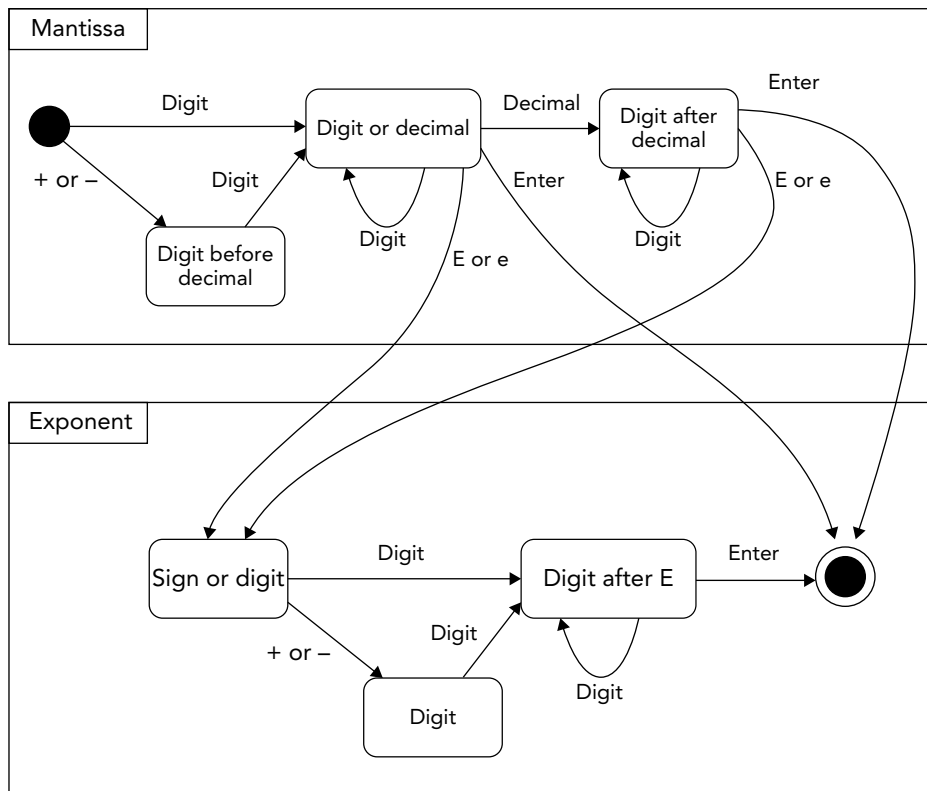 Mantissa
Digit
Digit or decimal
Decimal
Digit after
decimal
Enter
+ or –
Digit
Digit before
decimal
Digit
Enter
Digit
E or e
E or e
Exponent
Sign or digit
Digit
Digit after E
Enter
+ or –
Digit
Digit
Digit